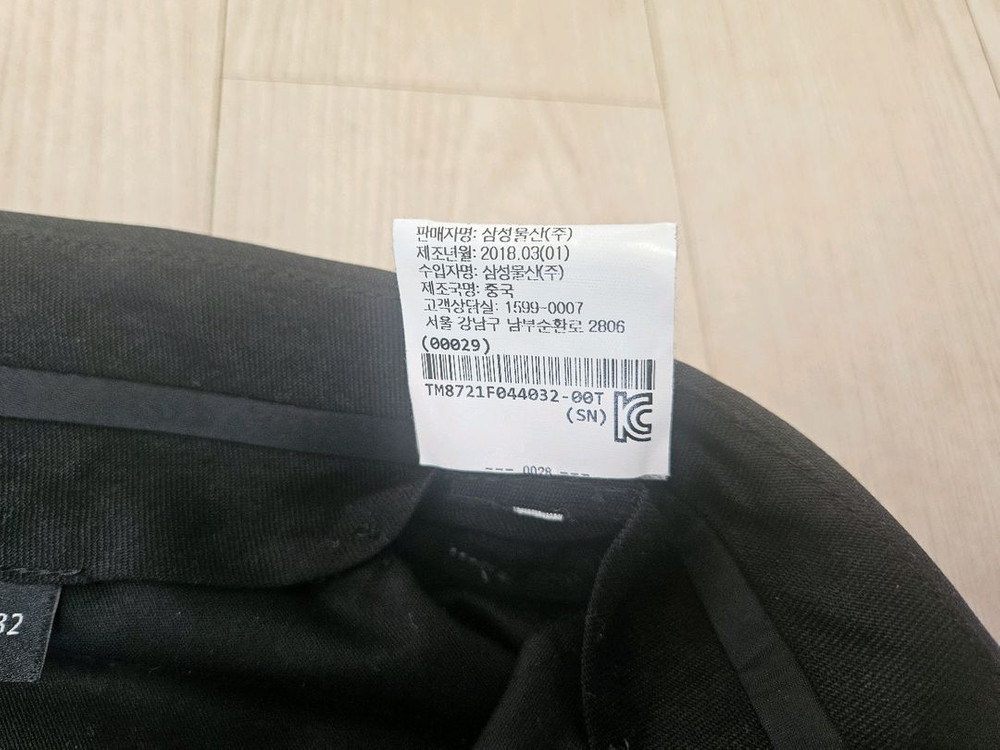 판매자명: 삼성물산(주)
제조년월: 2018.03(01)
수입자명: 삼성물산(주)
제조국명: 중국
고객상담실: 1599-0007
서울 강남구 남부순환로 2806
(00029)
TM8721F044032-00T
(SN)
--- 0028 ---
32